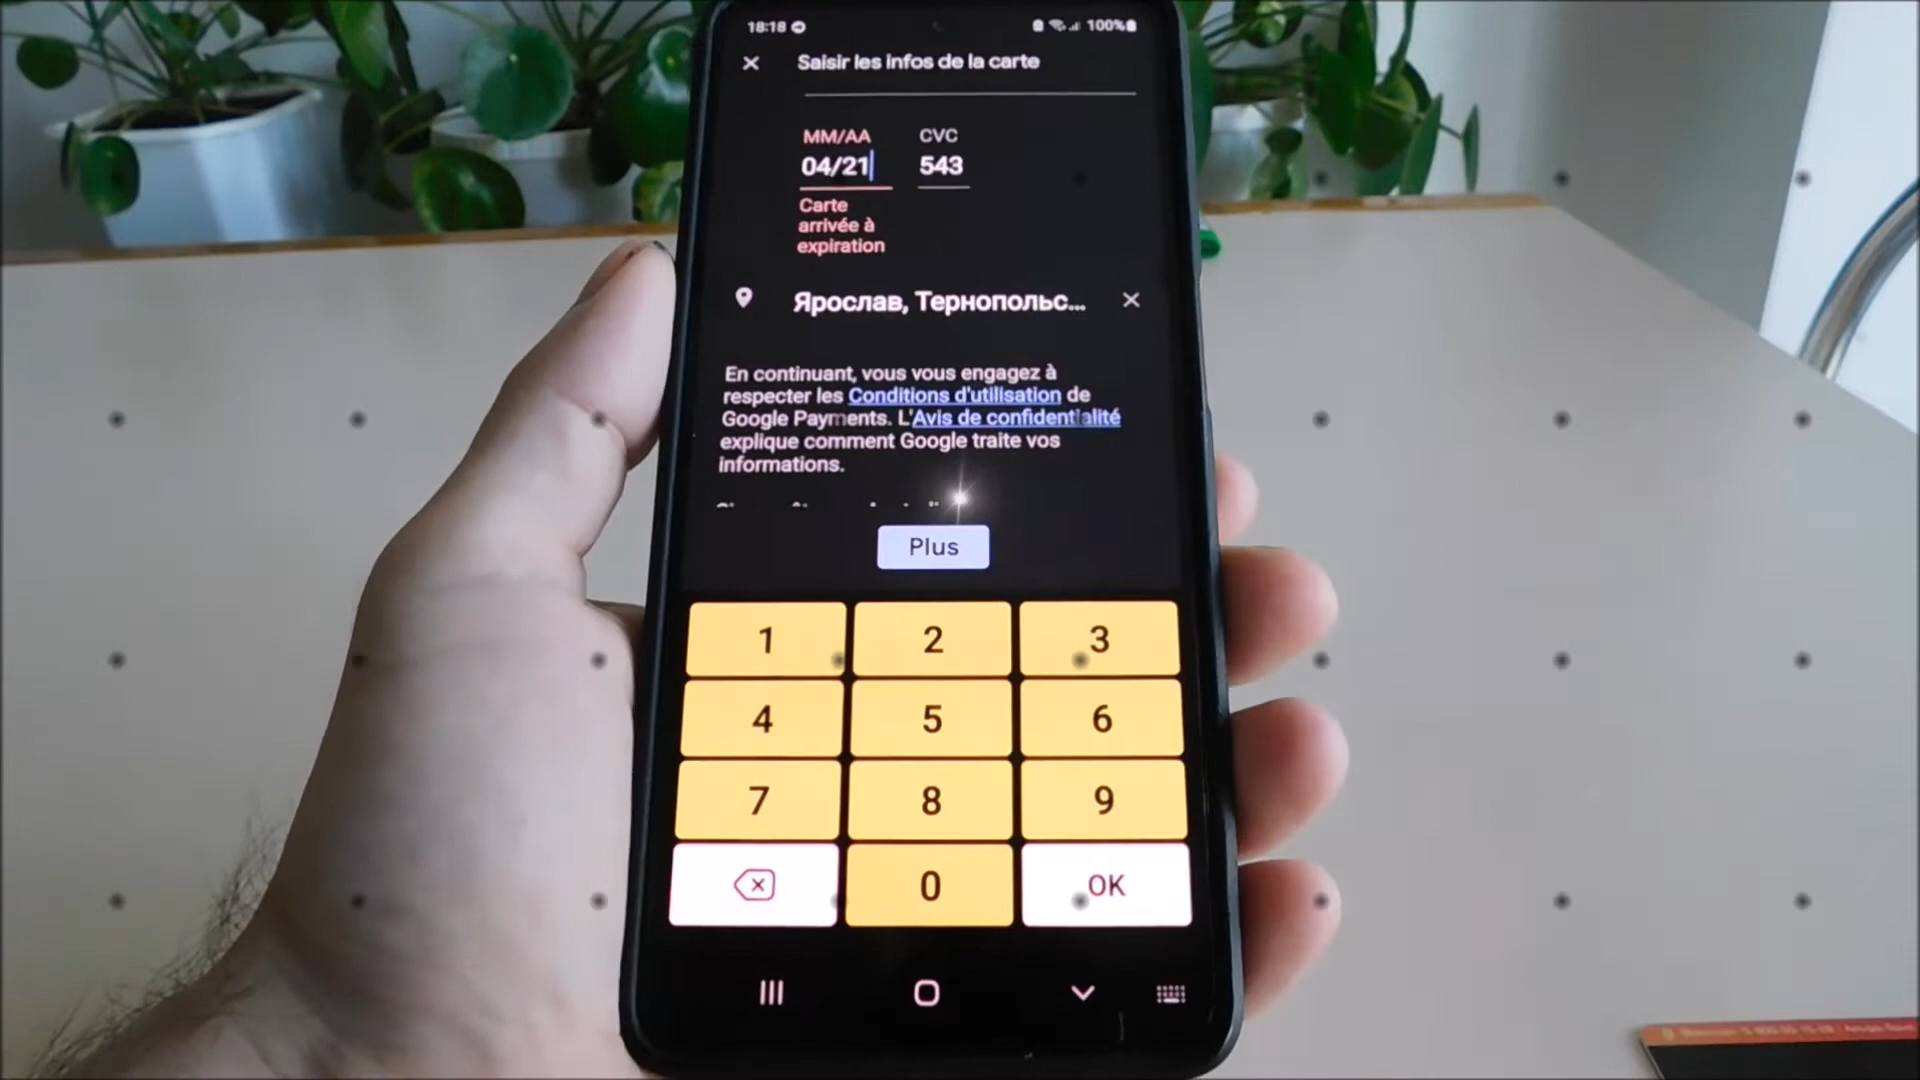 18:18
100%
Saisir les infos de la carte
MM/AA
CVC
04/21
543
Carte
arrivée à
expiration
Ярослав, Тернопольс...
En continuant, vous vous engagez à
respecter les Conditions d'utilisation de
Google Payments. L'Avis de confidentialité
explique comment Google traite vos
informations.
Plus
1 2 3
4 5 6
7 8 9
0 OK